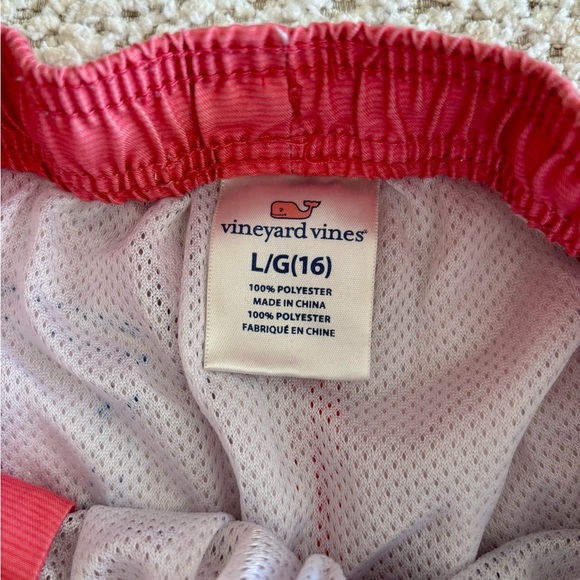 vineyard vines®
L/G(16)
100% POLYESTER
MADE IN CHINA
100% POLYESTER
FABRIQUÉ EN CHINE